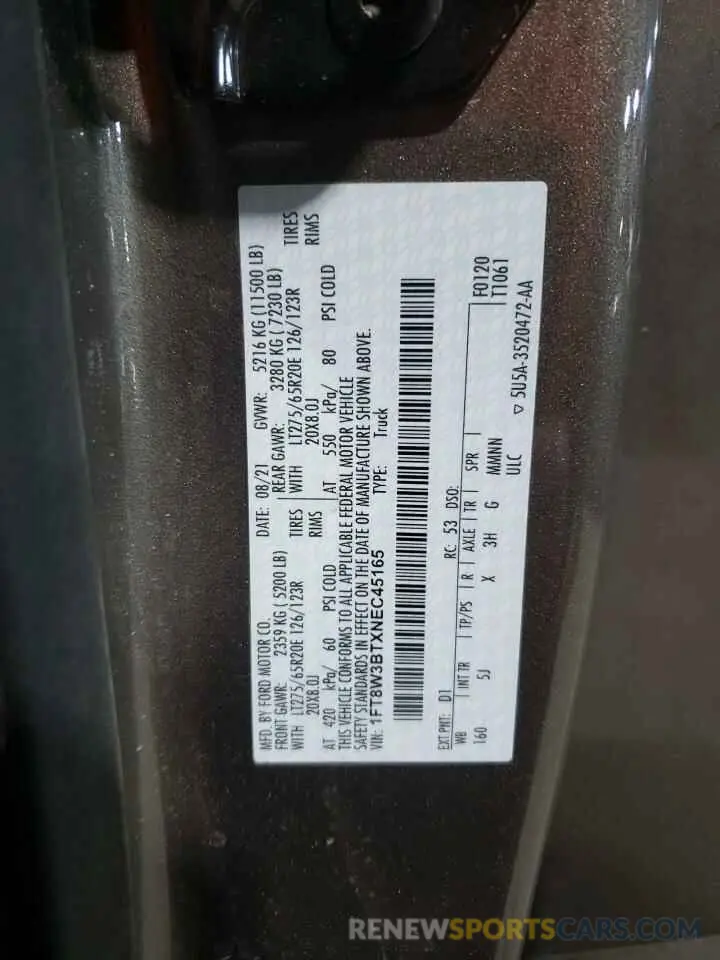 MFD. BY FORD MOTOR CO.
DATE: 08/21 GVWR: 5216 KG (11500 LB)
FRONT GAWR: 2359 KG ( 5200 LB) REAR GAWR: 3280 KG ( 7230 LB)
WITH LT275/65R20E 126/123R TIRES WITH LT275/65R20E 126/123R TIRES
20X8.0J RIMS 20X8.0J RIMS
AT 420 kPa/ 60 PSI COLD AT 550 kPa/ 80 PSI COLD
THIS VEHICLE CONFORMS TO ALL APPLICABLE FEDERAL MOTOR VEHICLE
SAFETY STANDARDS IN EFFECT ON THE DATE OF MANUFACTURE SHOWN ABOVE.
VIN: 1FT8W3BTXNEC45165 TYPE: Truck
EXT PNT: D1 RC: 53 DSO: F0120
WB INT TR TP/PS R AXLE TR SPR T1061
160 5J X 3H G MMNN
ULC
▽ 5U5A-3520472-AA
RENEWSPORTSCARS.COM